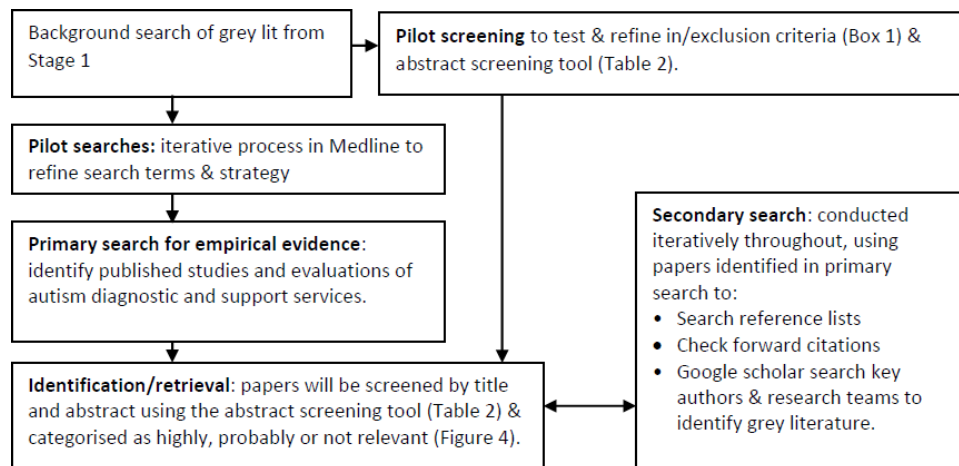 Background search of grey lit from
Stage 1
Pilot screening to test & refine in/exclusion criteria (Box 1) &
abstract screening tool (Table 2).
Pilot searches: iterative process in Medline to
refine search terms & strategy
Primary search for empirical evidence:
identify published studies and evaluations of
autism diagnostic and support services.
Identification/retrieval: papers will be screened by title
and abstract using the abstract screening tool (Table 2) &
categorised as highly, probably or not relevant (Figure 4).
Secondary search: conducted
iteratively throughout, using
papers identified in primary
search to:
• Search reference lists
• Check forward citations
• Google scholar search key
authors & research teams to
identify grey literature.